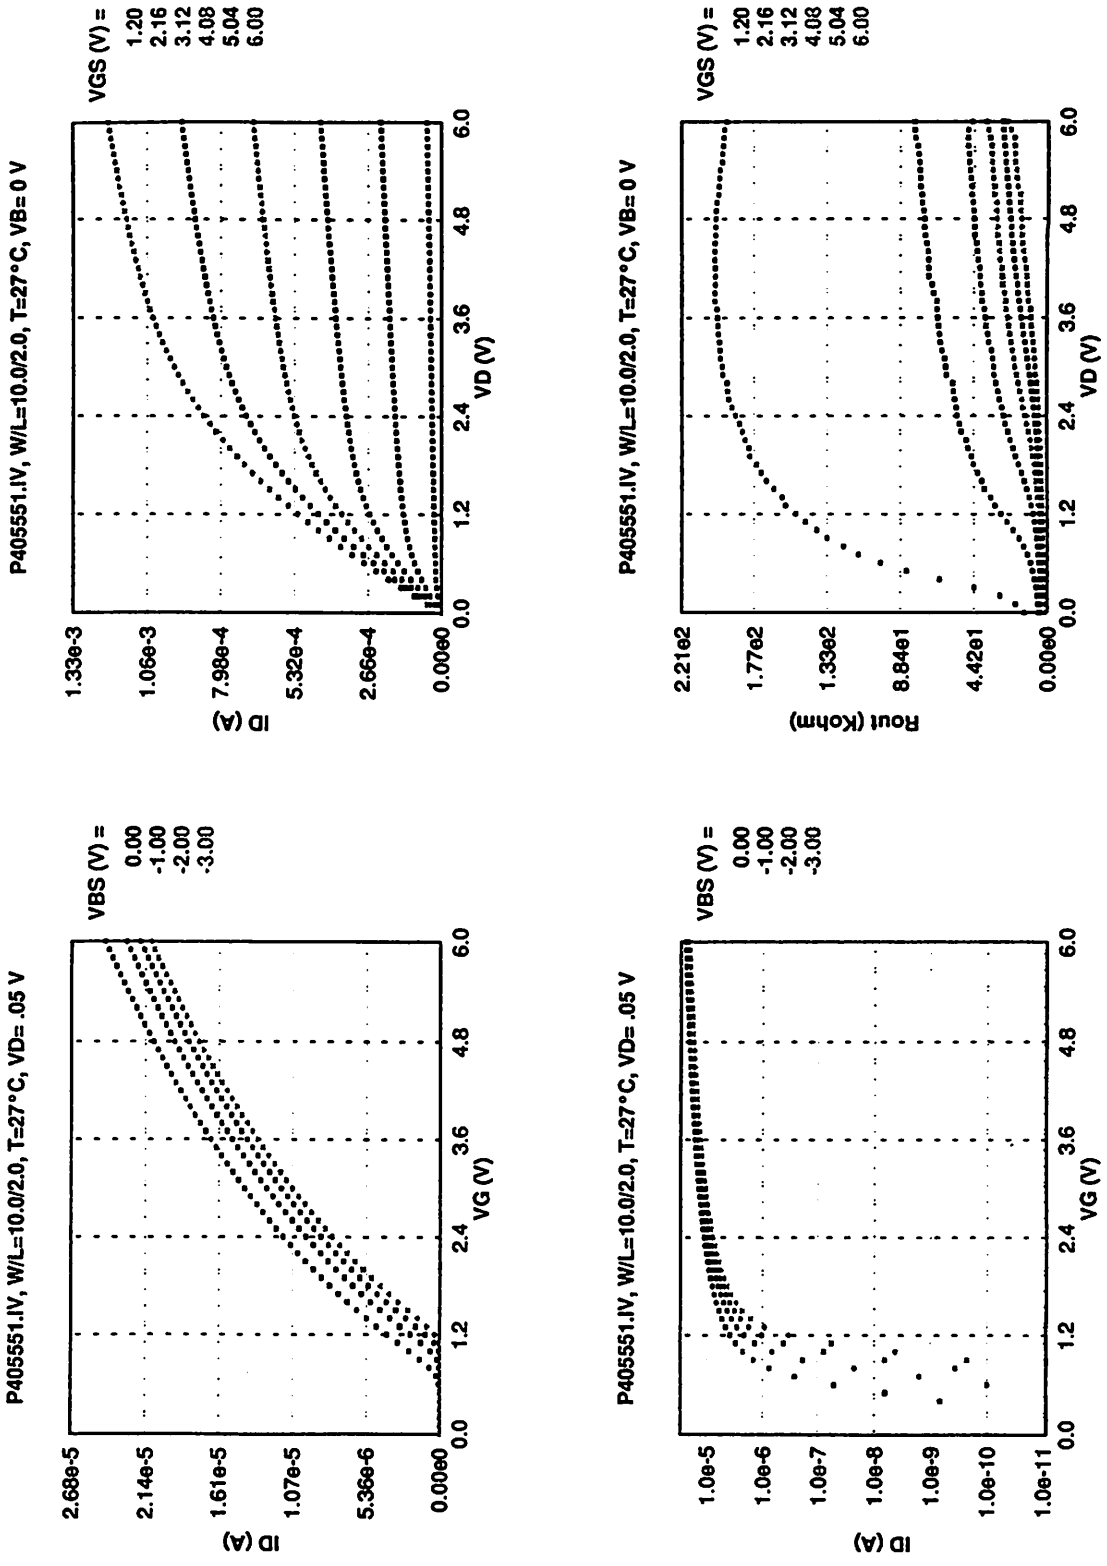 P405551.IV, W/L=10.0/2.0, T=27°C, VD= .05 V
2.68e-5
2.14e-5
1.61e-5
1.07e-5
5.36e-6
0.00e0
ID (A)
0.0
1.2
2.4
3.6
4.8
6.0
VG (V)
VBS (V) =
0.00
-1.00
-2.00
-3.00
P405551.IV, W/L=10.0/2.0, T=27°C, VB= 0 V
1.33e-3
1.06e-3
7.98e-4
5.32e-4
2.66e-4
0.00e0
ID (A)
0.0
1.2
2.4
3.6
4.8
6.0
VD (V)
VGS (V) =
1.20
2.16
3.12
4.08
5.04
6.00
P405551.IV, W/L=10.0/2.0, T=27°C, VD= .05 V
1.0e-5
1.0e-6
1.0e-7
1.0e-8
1.0e-9
1.0e-10
1.0e-11
ID (A)
0.0
1.2
2.4
3.6
4.8
6.0
VG (V)
VBS (V) =
0.00
-1.00
-2.00
-3.00
P405551.IV, W/L=10.0/2.0, T=27°C, VB= 0 V
2.21e2
1.77e2
1.33e2
8.84e1
4.42e1
0.00e0
Rout (Kohm)
0.0
1.2
2.4
3.6
4.8
6.0
VD (V)
VGS (V) =
1.20
2.16
3.12
4.08
5.04
6.00